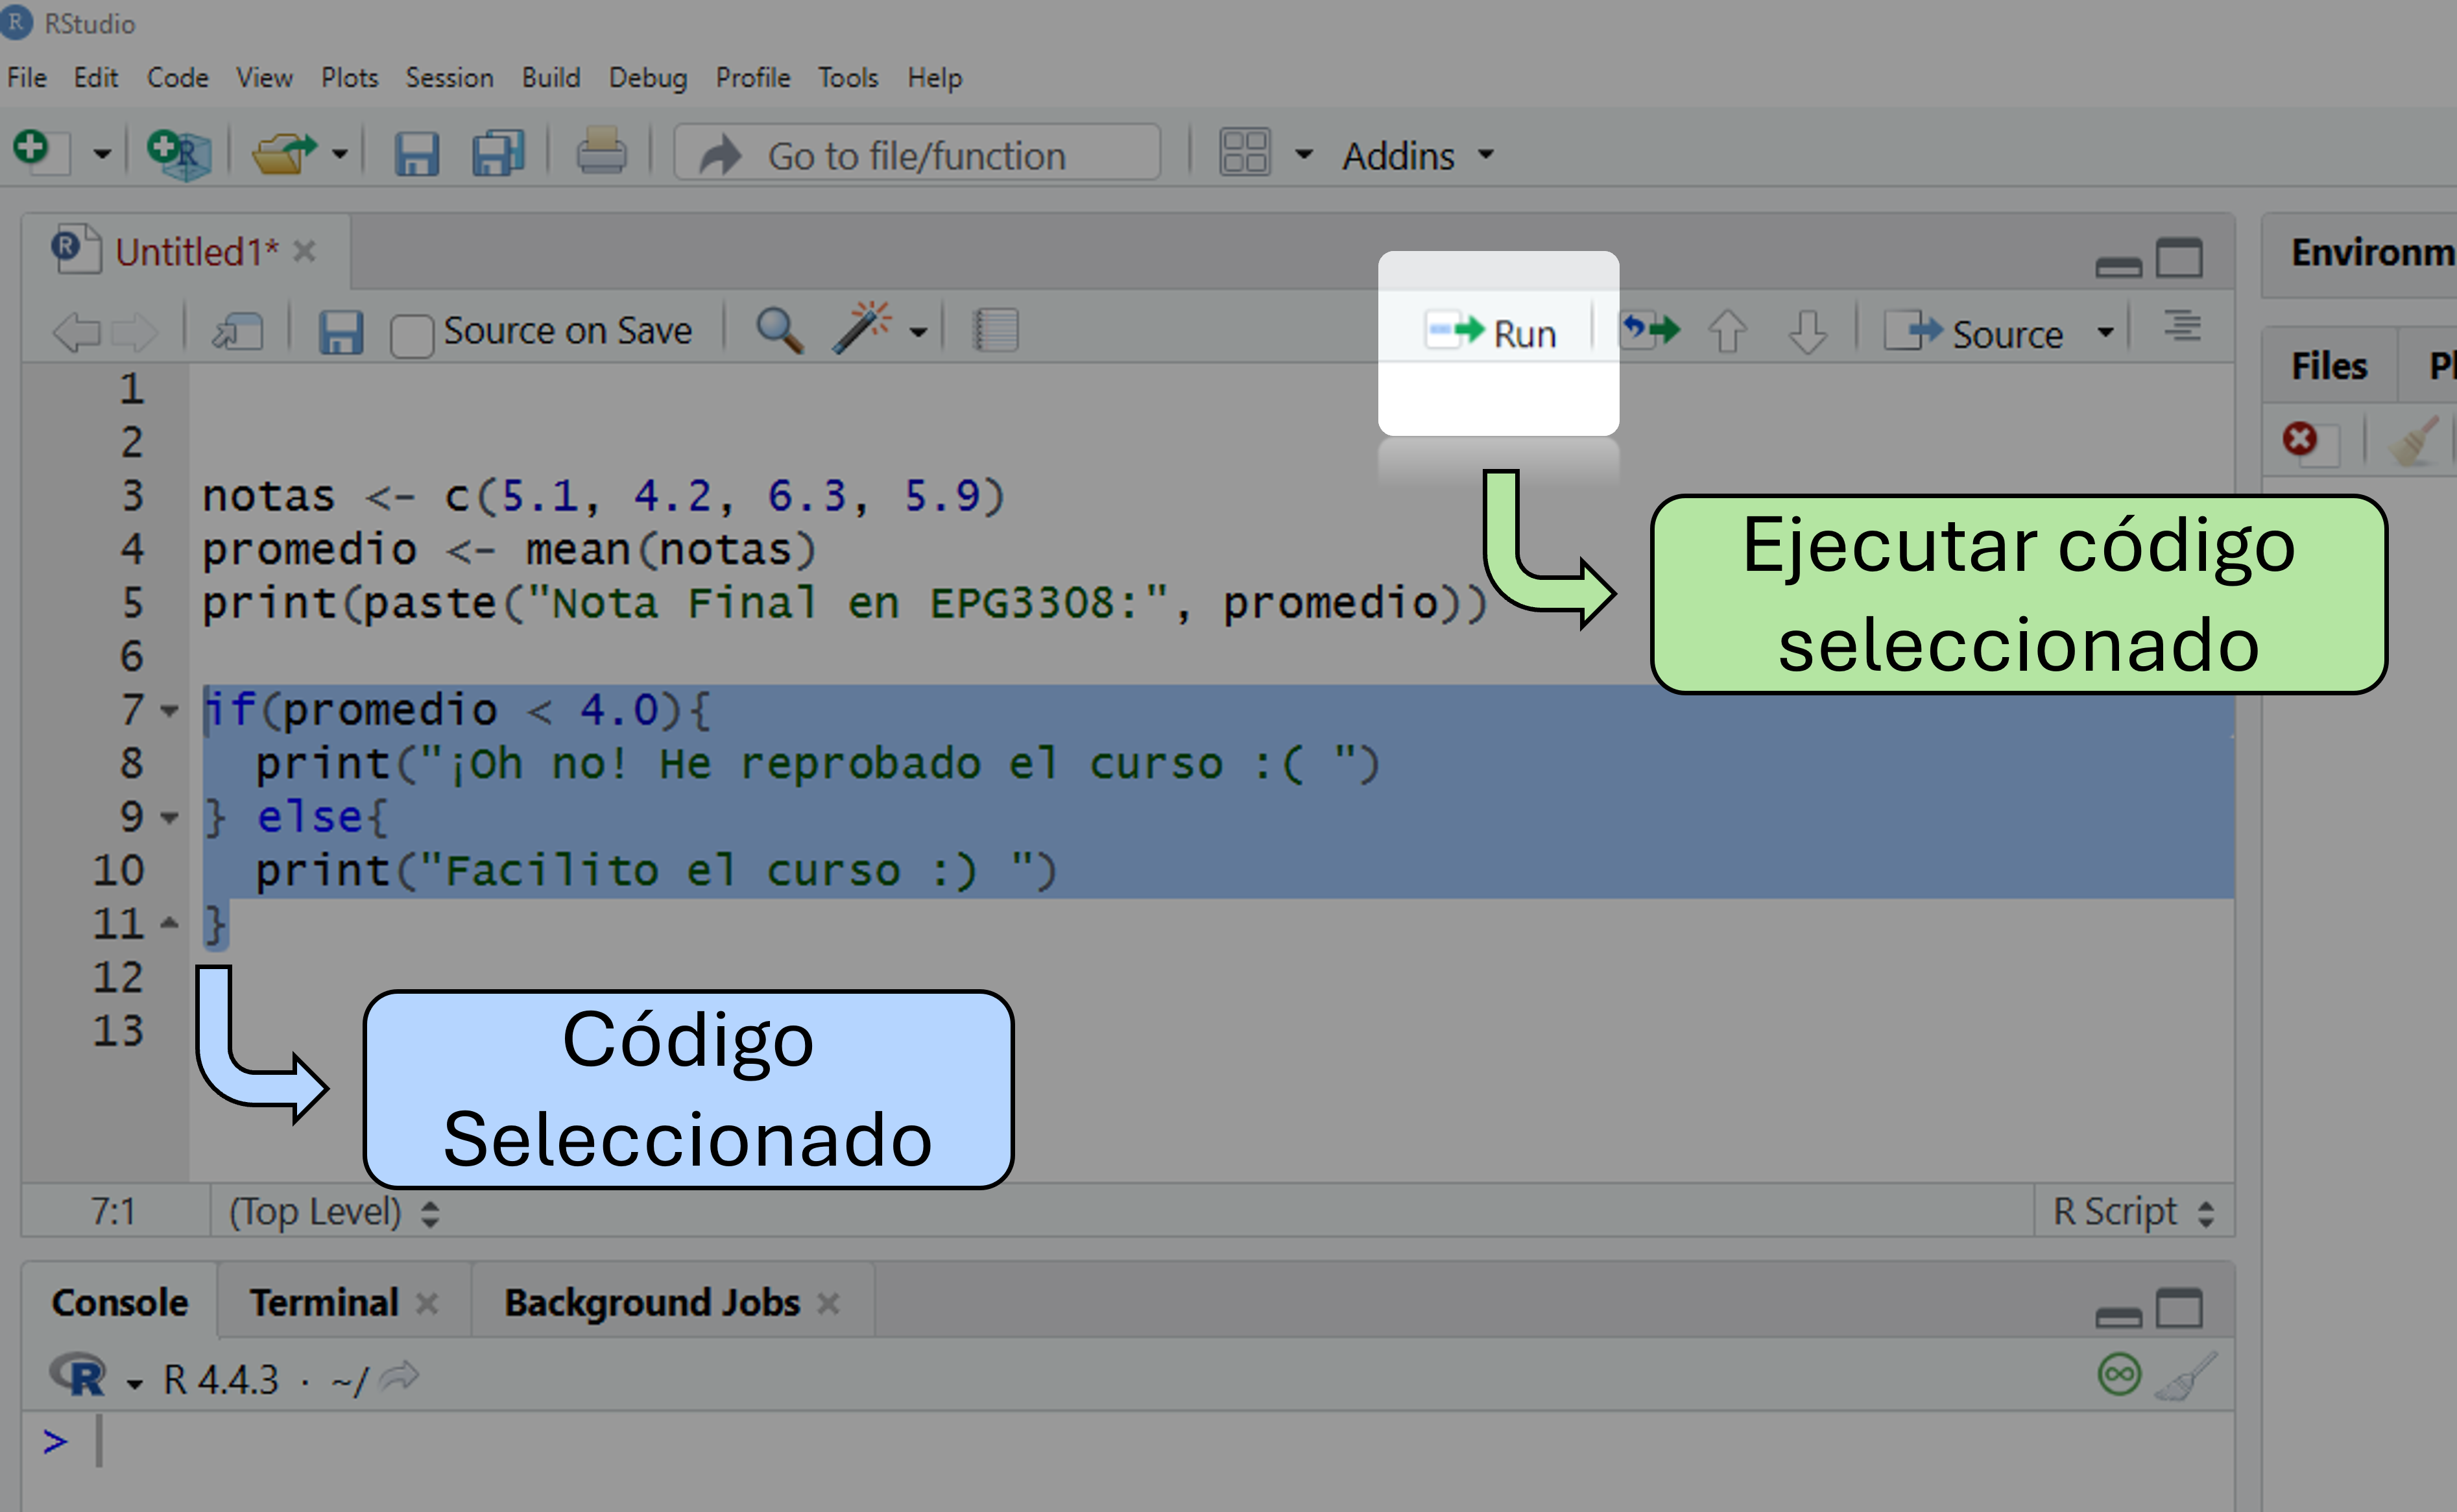 RStudio
File Edit Code View Plots Session Build Debug Profile Tools Help
Go to file/function Addins
Untitled1*
Source on Save Run Source
1
2
3 notas <- c(5.1, 4.2, 6.3, 5.9)
4 promedio <- mean(notas)
5 print(paste("Nota Final en EPG3308:", promedio))
6
7 if(promedio < 4.0){
8 print("¡Oh no! He reprobado el curso :( ")
9 } else{
10 print("Facilito el curso :) ")
11 }
12
13
Ejecutar código
seleccionado
Código
Seleccionado
7:1 (Top Level) R Script
Console Terminal Background Jobs
R 4.4.3 · ~/
>
Environm
Files Pl